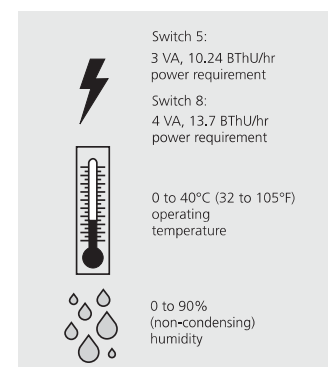 Switch 5:
3 VA, 10.24 BThU/hr
power requirement
Switch 8:
4 VA, 13.7 BThU/hr
power requirement
0 to 40°C (32 to 105°F)
operating
temperature
0 to 90%
(non-condensing)
humidity